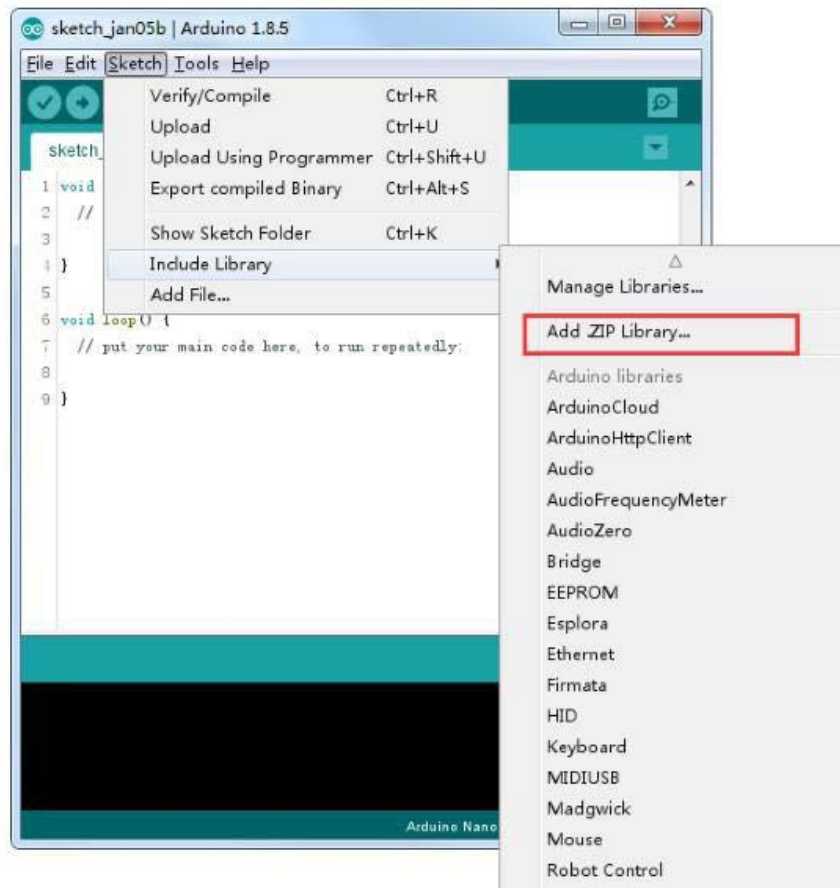 sketch_jan05b | Arduino 1.8.5
File Edit Sketch Tools Help
Verify/Compile Ctrl+R
Upload Ctrl+U
Upload Using Programmer Ctrl+Shift+U
Export compiled Binary Ctrl+Alt+S
Show Sketch Folder Ctrl+K
Include Library
Add File...
sketch_
1 void
2 //
3
4 }
5
6 void loop() {
7 // put your main code here, to run repeatedly:
8
9 }
Manage Libraries...
Add .ZIP Library...
Arduino libraries
ArduinoCloud
ArduinoHttpClient
Audio
AudioFrequencyMeter
AudioZero
Bridge
EEPROM
Esplora
Ethernet
Firmata
HID
Keyboard
MIDIUSB
Madgwick
Mouse
Robot Control
Arduino Nano